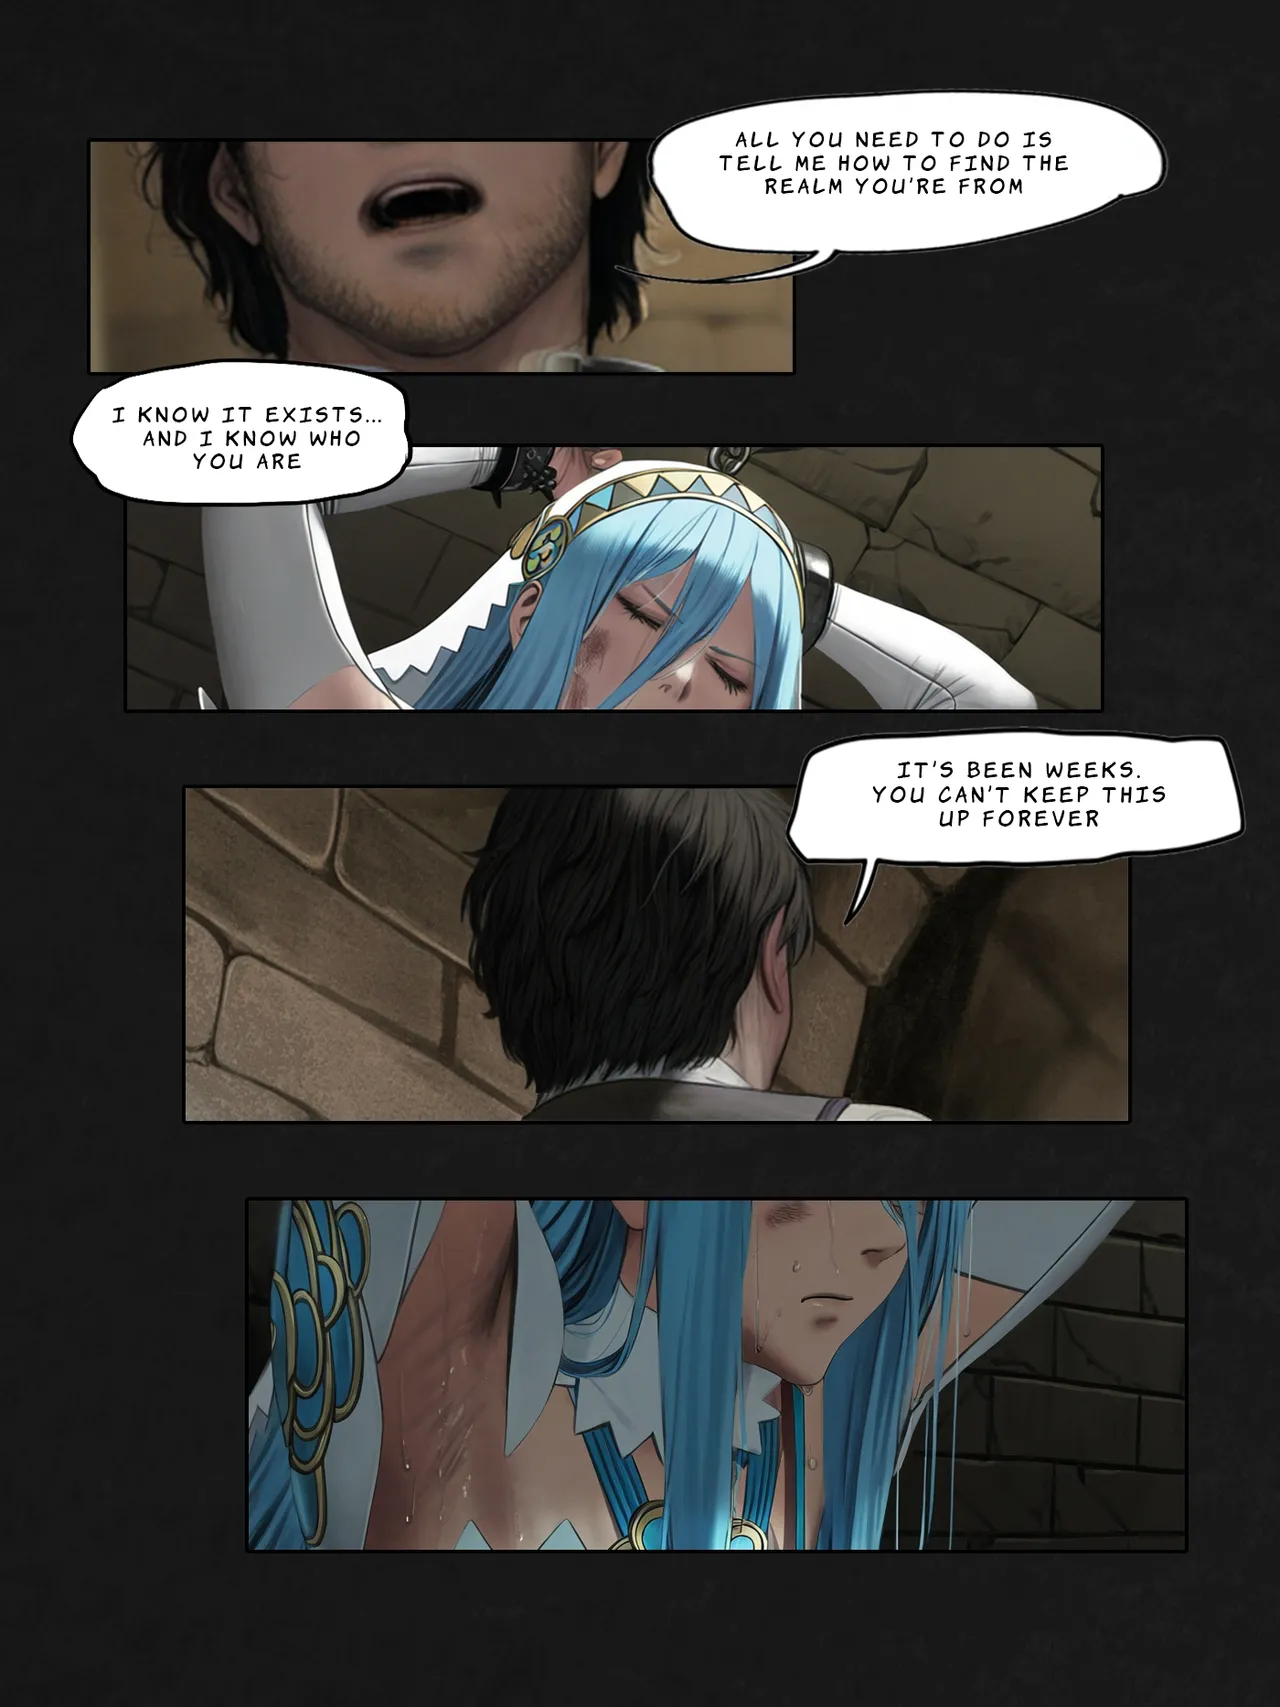 ALL YOU NEED TO DO IS
TELL ME HOW TO FIND THE
REALM YOU'RE FROM
I KNOW IT EXISTS...
AND I KNOW WHO
YOU ARE
IT'S BEEN WEEKS.
YOU CAN'T KEEP THIS
UP FOREVER